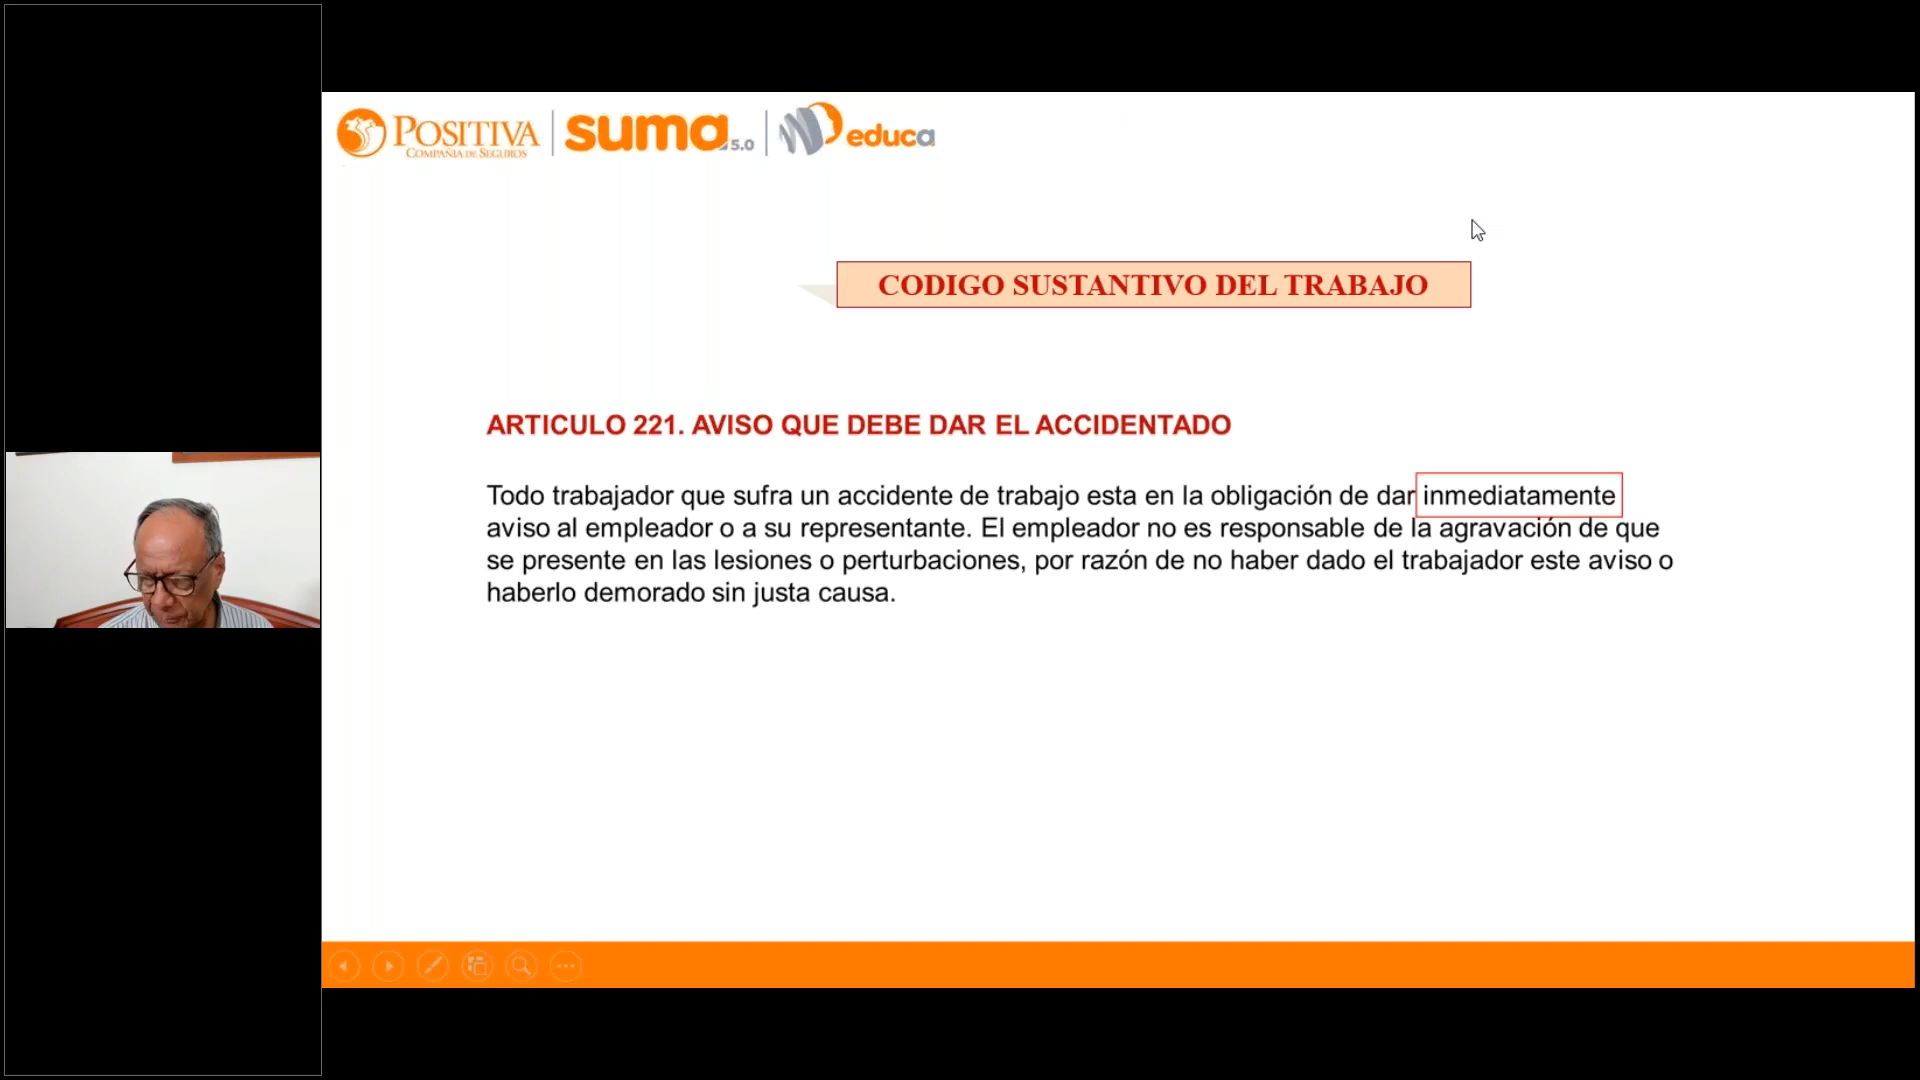 POSITIVA
COMPAÑIA DE SEGUROS
suma 5.0
educa
CODIGO SUSTANTIVO DEL TRABAJO
ARTICULO 221. AVISO QUE DEBE DAR EL ACCIDENTADO
Todo trabajador que sufra un accidente de trabajo esta en la obligación de dar inmediatamente
aviso al empleador o a su representante. El empleador no es responsable de la agravación de que
se presente en las lesiones o perturbaciones, por razón de no haber dado el trabajador este aviso o
haberlo demorado sin justa causa.